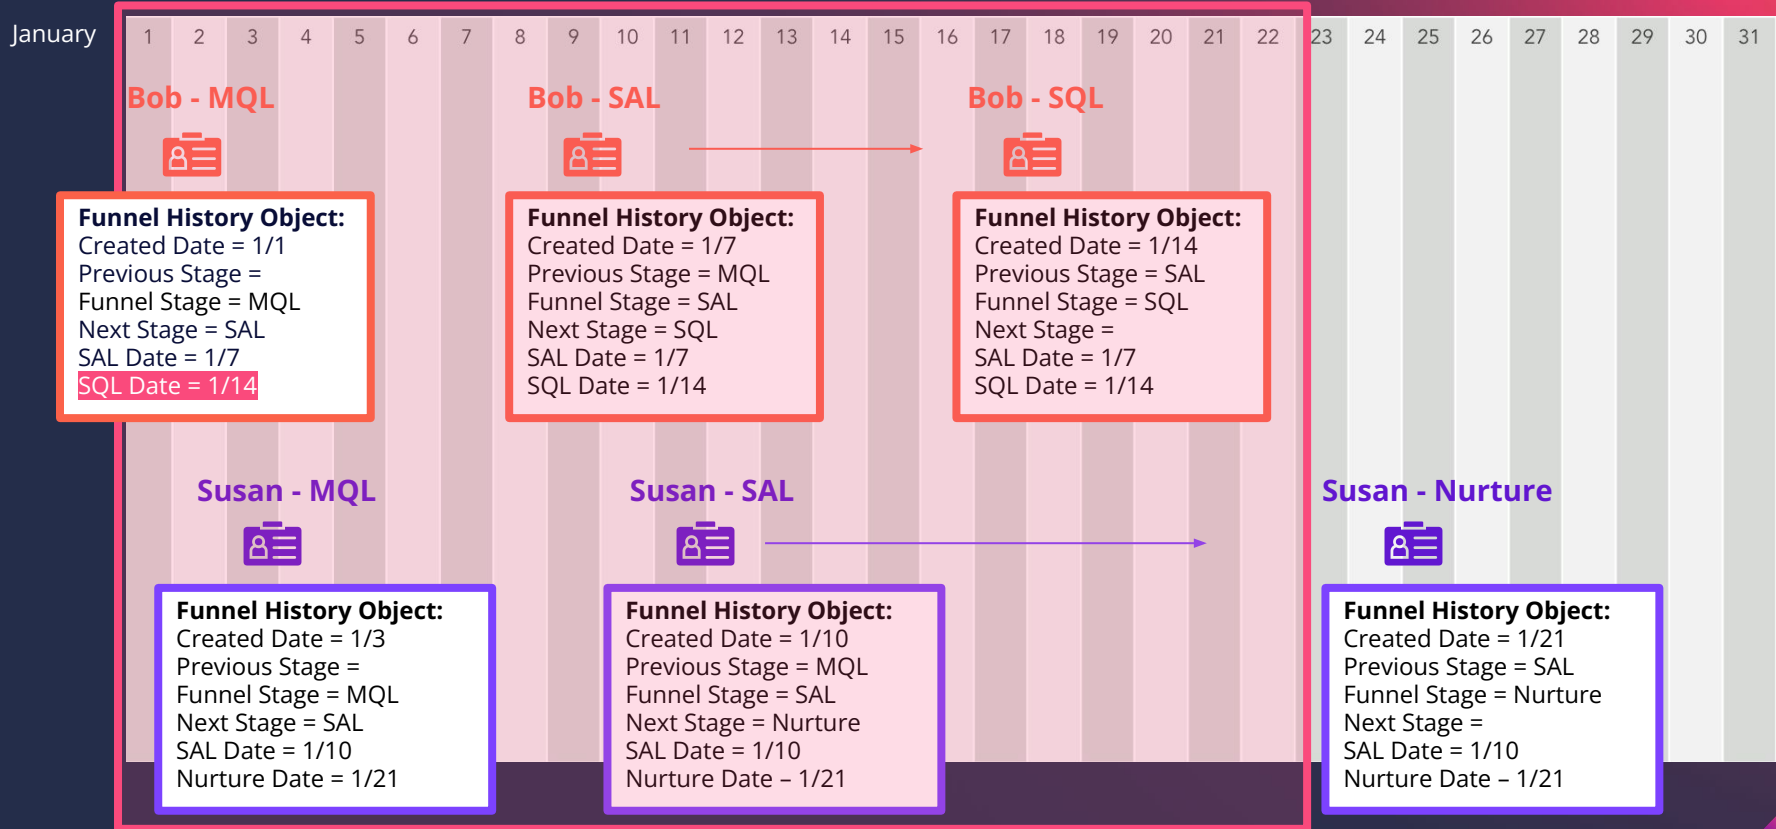 January 1 2 3 4 5 6 7 8 9 10 11 12 13 14 15 16 17 18 19 20 21 22 23 24 25 26 27 28 29 30 31
Bob - MQL
Funnel History Object:
Created Date = 1/1
Previous Stage =
Funnel Stage = MQL
Next Stage = SAL
SAL Date = 1/7
SQL Date = 1/14
Bob - SAL
Funnel History Object:
Created Date = 1/7
Previous Stage = MQL
Funnel Stage = SAL
Next Stage = SQL
SAL Date = 1/7
SQL Date = 1/14
Bob - SQL
Funnel History Object:
Created Date = 1/14
Previous Stage = SAL
Funnel Stage = SQL
Next Stage =
SAL Date = 1/7
SQL Date = 1/14
Susan - MQL
Funnel History Object:
Created Date = 1/3
Previous Stage =
Funnel Stage = MQL
Next Stage = SAL
SAL Date = 1/10
Nurture Date = 1/21
Susan - SAL
Funnel History Object:
Created Date = 1/10
Previous Stage = MQL
Funnel Stage = SAL
Next Stage = Nurture
SAL Date = 1/10
Nurture Date – 1/21
Susan - Nurture
Funnel History Object:
Created Date = 1/21
Previous Stage = SAL
Funnel Stage = Nurture
Next Stage =
SAL Date = 1/10
Nurture Date – 1/21